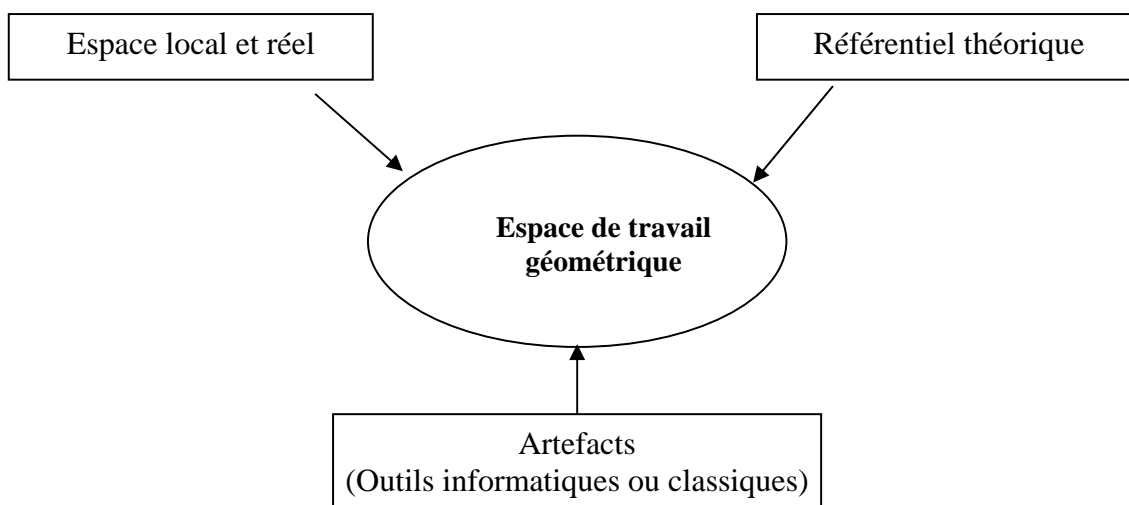 Espace local et réel
Référentiel théorique
Espace de travail
géométrique
Artefacts
(Outils informatiques ou classiques)